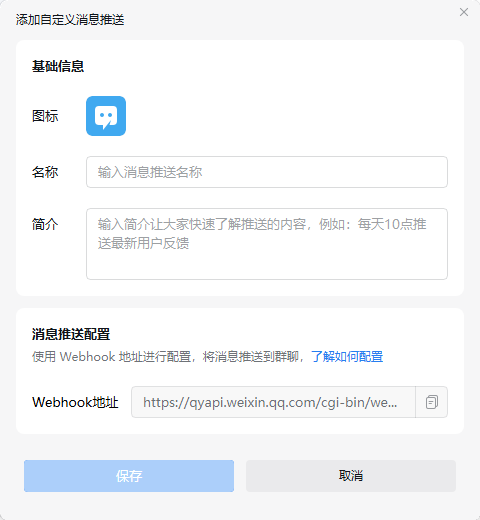 添加自定义消息推送
基础信息
图标
名称
输入消息推送名称
简介
输入简介让大家快速了解推送的内容，例如：每天10点推
送最新用户反馈
消息推送配置
使用 Webhook 地址进行配置，将消息推送到群聊，了解如何配置
Webhook地址
https://qyapi.weixin.qq.com/cgi-bin/we...
保存
取消